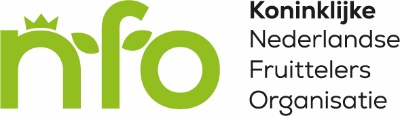 nfo
Koninklijke
Nederlandse
Fruittelers
Organisatie